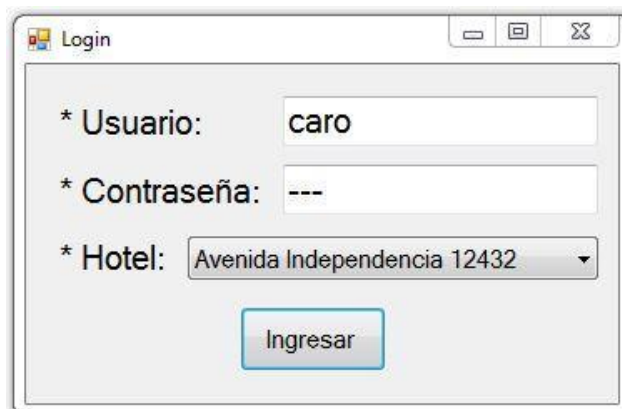 Login
* Usuario: caro
* Contraseña: ---
* Hotel: Avenida Independencia 12432
Ingresar